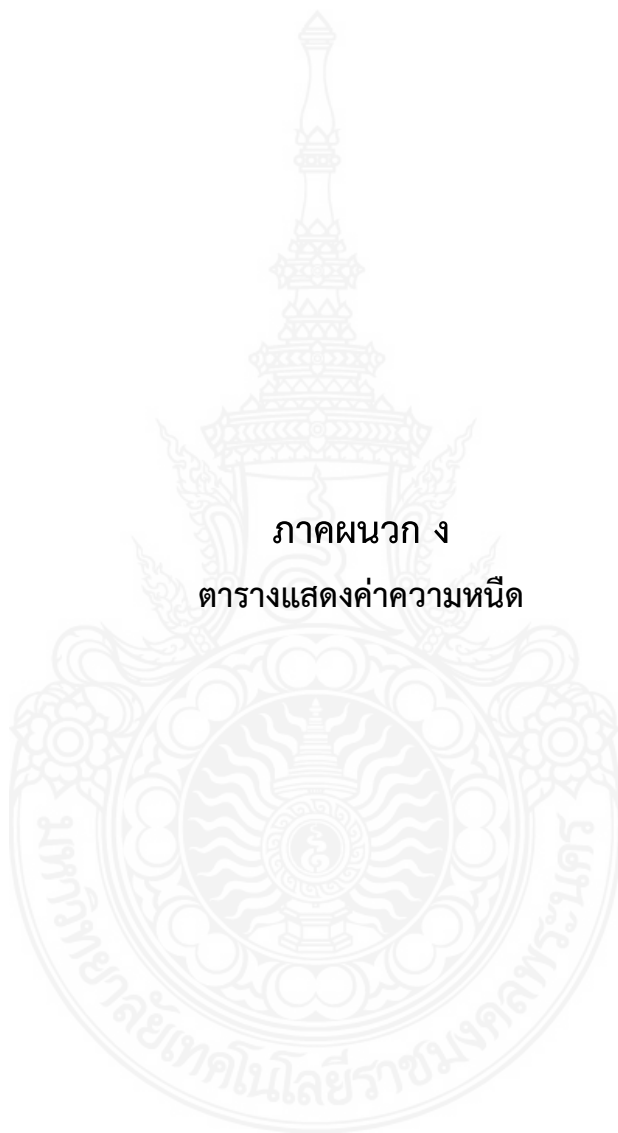 ภาคผนวก ง
ตารางแสดงค่าความหนืด
มหาวิทยาลัยเทคโนโลยีราชมงคลพระนคร